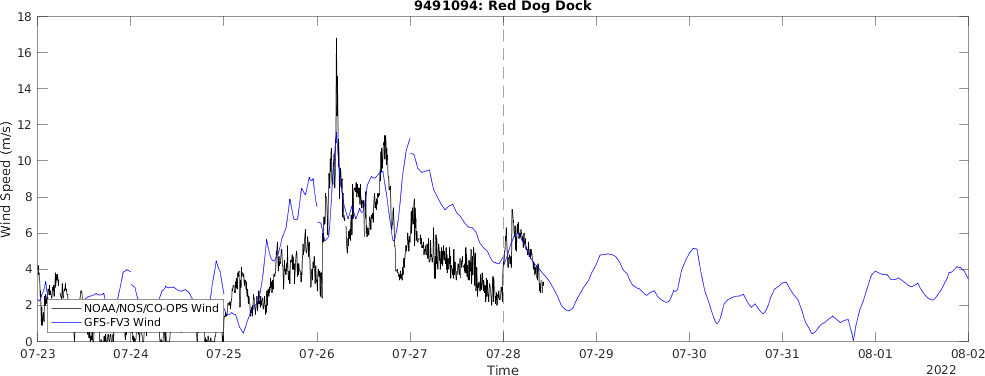 9491094: Red Dog Dock
18
16
14
12
10
8
6
4
2
0
Wind Speed (m/s)
NOAA/NOS/CO-OPS Wind
GFS-FV3 Wind
07-23 07-24 07-25 07-26 07-27 07-28 07-29 07-30 07-31 08-01 08-02
Time
2022